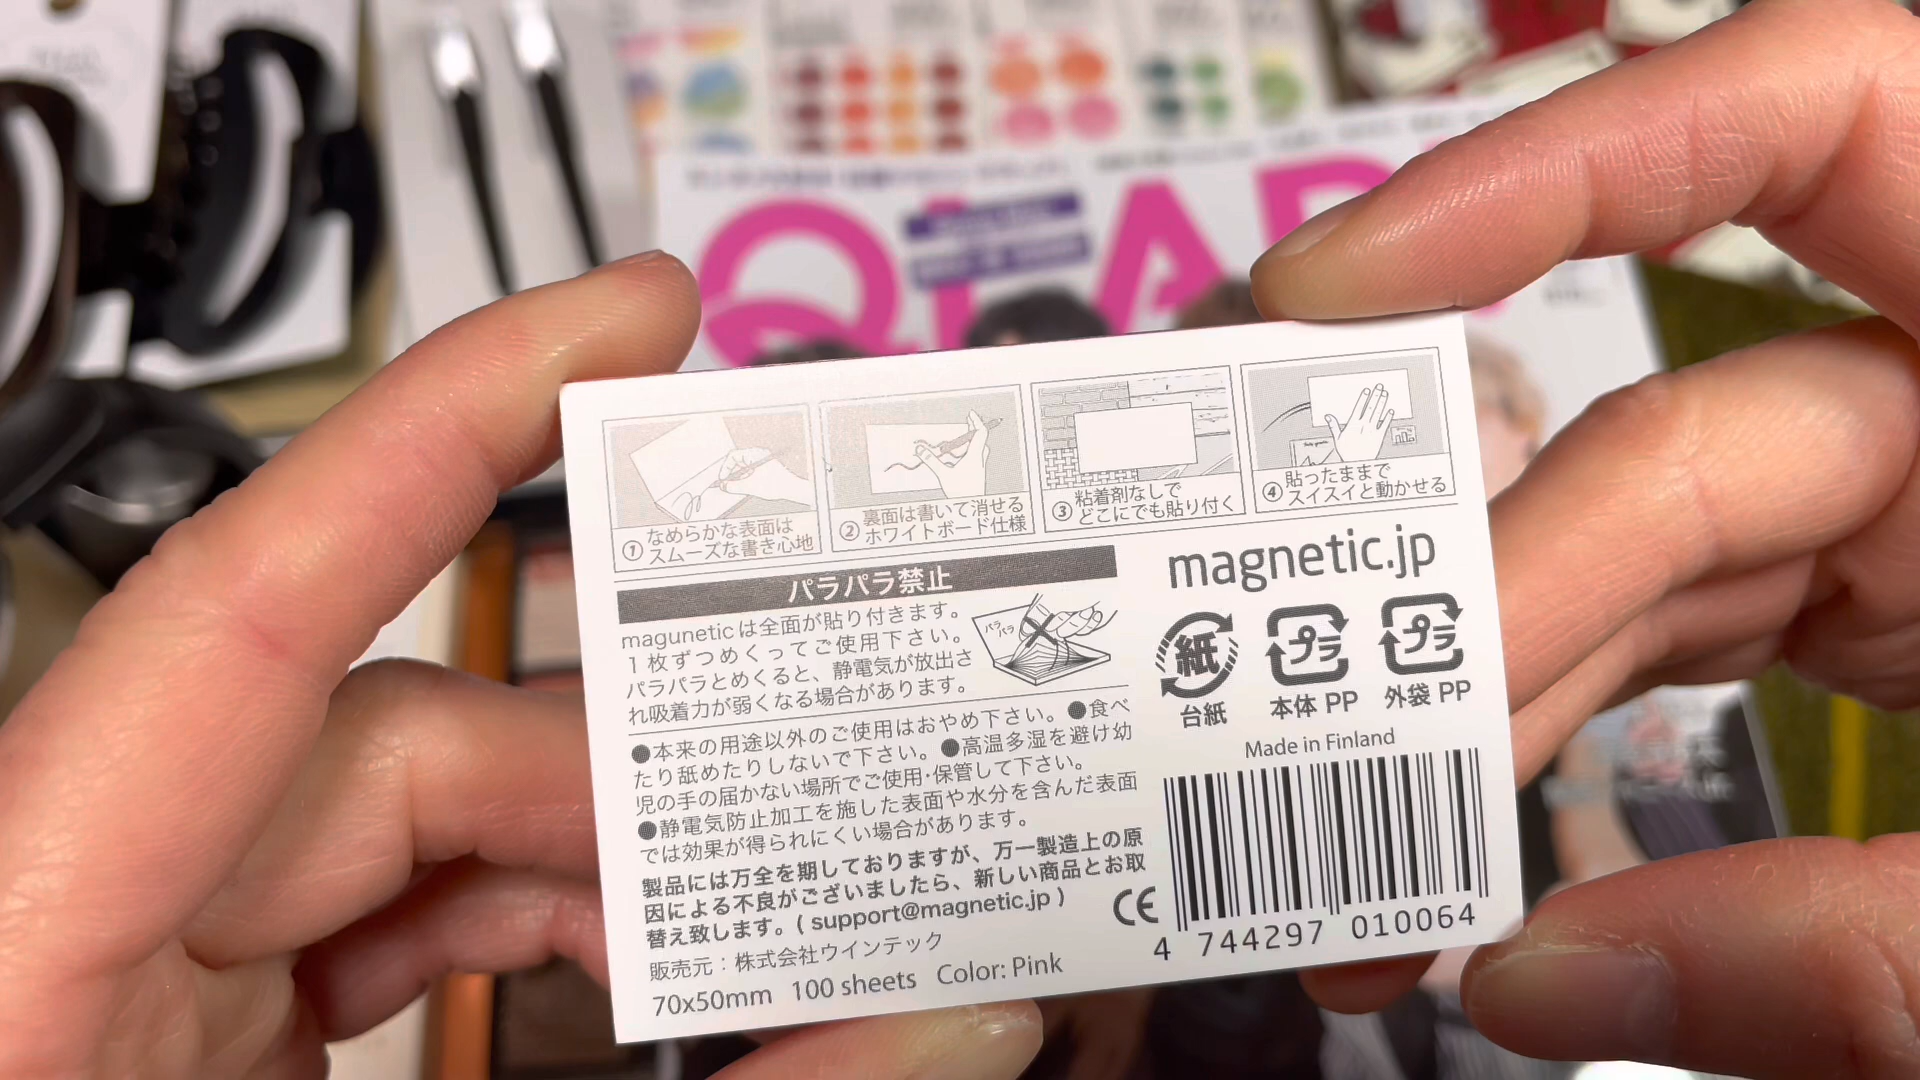 QLAP
① なめらかな表面は
スムーズな書き心地
② 裏面は書いて消せる
ホワイトボード仕様
③ 粘着剤なしで
どこにでも貼り付く
④ 貼ったままで
スイスイと動かせる
パラパラ禁止
maguneticは全面が貼り付きます。
1枚ずつめくってご使用下さい。
パラパラとめくると、静電気が放出さ
れ吸着力が弱くなる場合があります。
パラ
パラ
●本来の用途以外のご使用はおやめ下さい。●食べ
たり舐めたりしないで下さい。●高温多湿を避け幼
児の手の届かない場所でご使用・保管して下さい。
●静電気防止加工を施した表面や水分を含んだ表面
では効果が得られにくい場合があります。
製品には万全を期しておりますが、万一製造上の原
因による不良がございましたら、新しい商品とお取
替え致します。( support@magnetic.jp )
販売元：株式会社ウインテック
70x50mm 100 sheets Color: Pink
magnetic.jp
紙 プラ プラ
台紙 本体 PP 外袋 PP
Made in Finland
CE
4 744297 010064